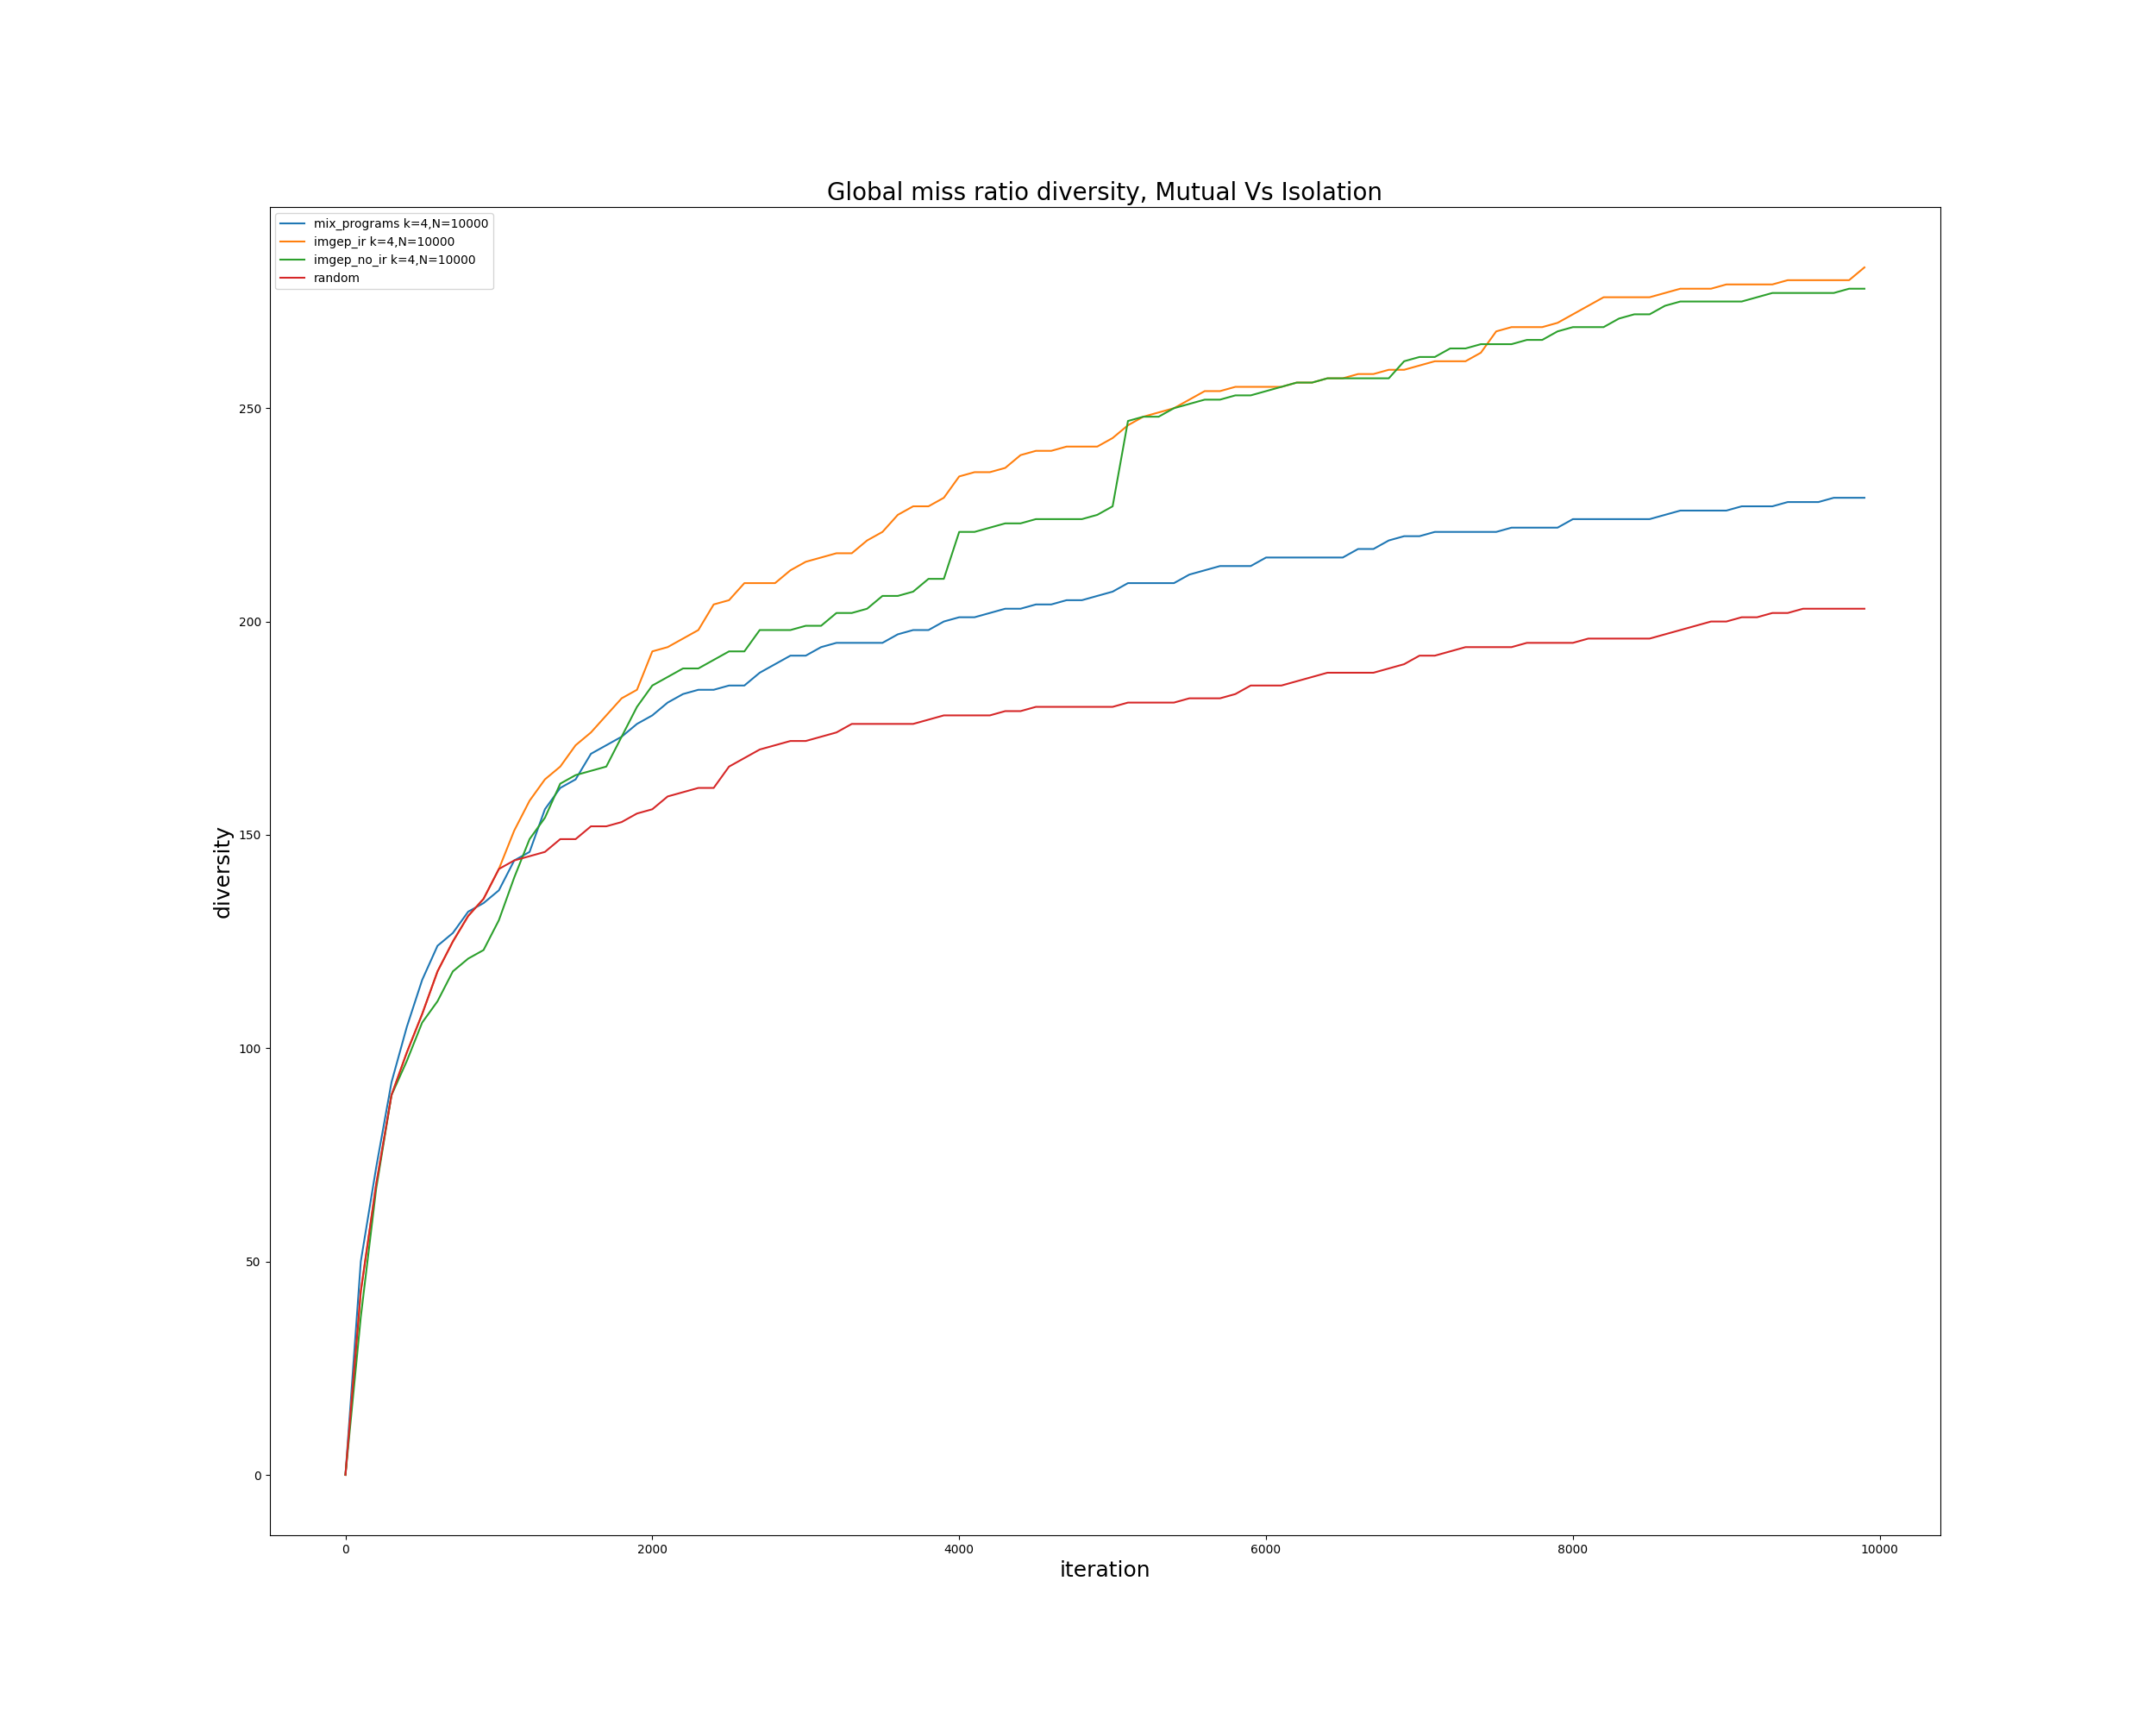 Global miss ratio diversity, Mutual Vs Isolation
mix_programs k=4,N=10000
imgep_ir k=4,N=10000
imgep_no_ir k=4,N=10000
random
diversity
250
200
150
100
50
0
0 2000 4000 6000 8000 10000
iteration